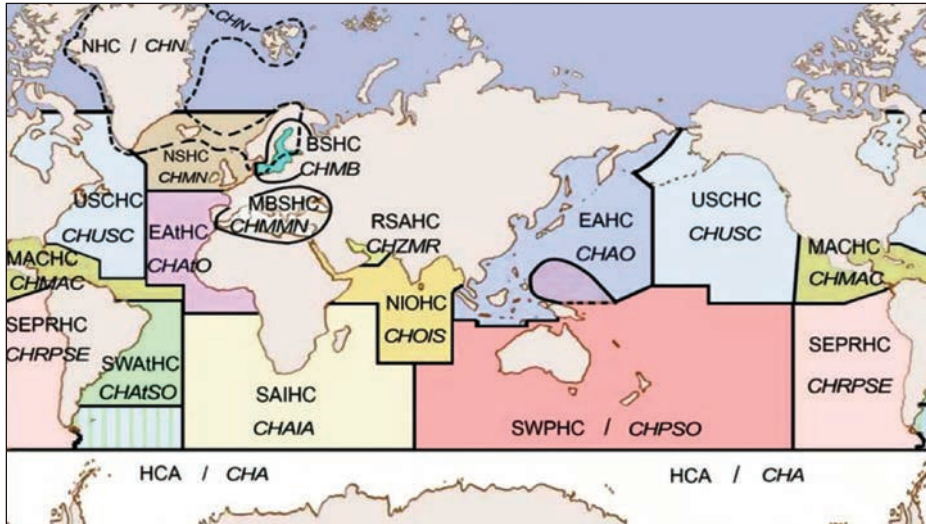 CHN
NHC / CHN
NSHC
CHMN
BSHC
CHMB
USCHC
CHUSC
EAtHC
CHAtO
MBSHC
CHMMN
RSAHC
CHZMR
EAHC
CHAO
USCHC
CHUSC
MACHC
CHMAC
MACHC
CHMAC
NIOHC
CHOIS
SEPRHC
CHRPSE
SWAtHC
CHAtSO
SEPRHC
CHRPSE
SAIHC
CHAIA
SWPHC / CHPSO
HCA / CHA
HCA / CHA